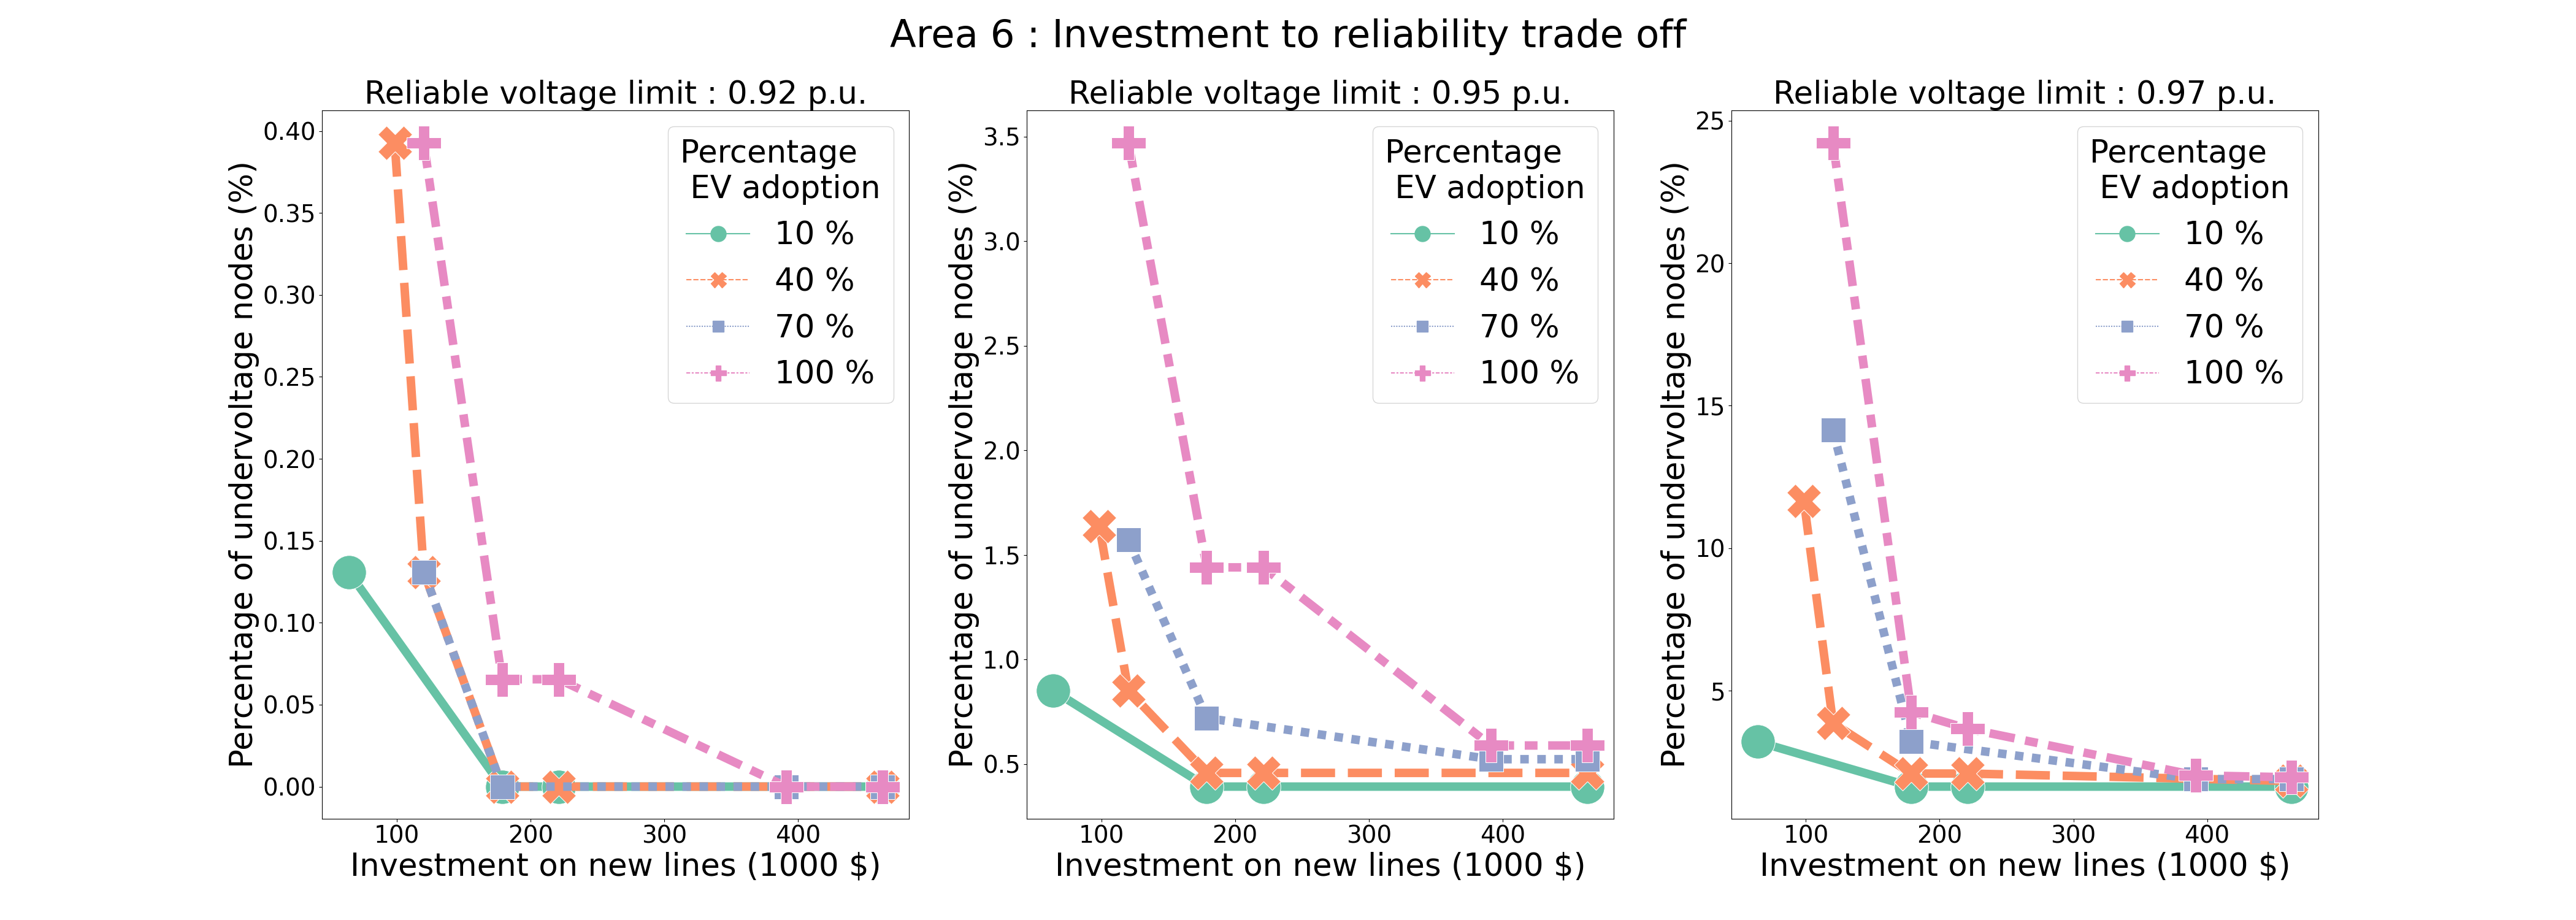 Area 6 : Investment to reliability trade off
Reliable voltage limit : 0.92 p.u.
Percentage of undervoltage nodes (%)
0.40
0.35
0.30
0.25
0.20
0.15
0.10
0.05
0.00
Percentage
EV adoption
10 %
40 %
70 %
100 %
100
200
300
400
Investment on new lines (1000 $)
Reliable voltage limit : 0.95 p.u.
Percentage of undervoltage nodes (%)
3.5
3.0
2.5
2.0
1.5
1.0
0.5
Percentage
EV adoption
10 %
40 %
70 %
100 %
100
200
300
400
Investment on new lines (1000 $)
Reliable voltage limit : 0.97 p.u.
Percentage of undervoltage nodes (%)
25
20
15
10
5
Percentage
EV adoption
10 %
40 %
70 %
100 %
100
200
300
400
Investment on new lines (1000 $)